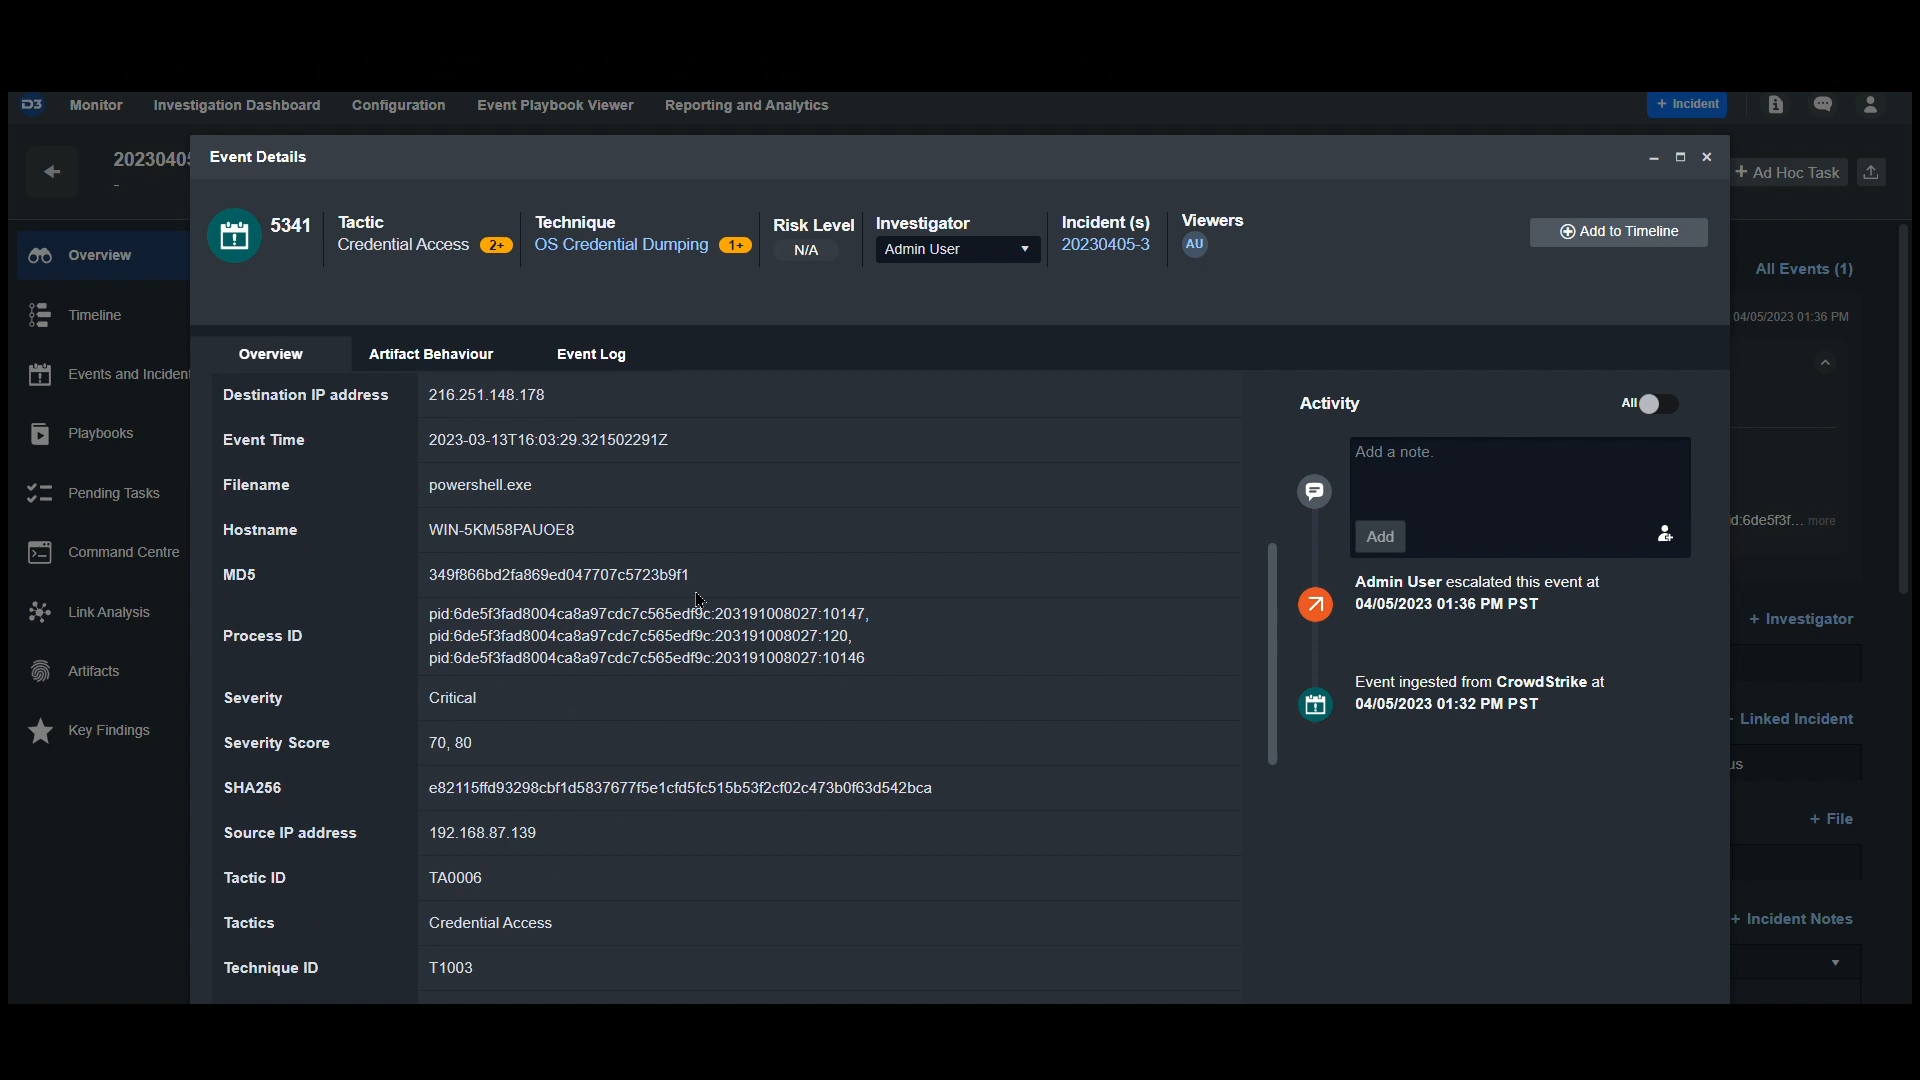 D3 Monitor Investigation Dashboard Configuration Event Playbook Viewer Reporting and Analytics + Incident
20230405
-
+ Ad Hoc Task
Overview
Timeline
Events and Inciden
Playbooks
Pending Tasks
Command Centre
Link Analysis
Artifacts
Key Findings
Event Details
5341
Tactic
Credential Access 2+
Technique
OS Credential Dumping 1+
Risk Level
N/A
Investigator
Admin User
Incident (s)
20230405-3
Viewers
AU
Add to Timeline
Overview Artifact Behaviour Event Log
Destination IP address 216.251.148.178
Event Time 2023-03-13T16:03:29.321502291Z
Filename powershell.exe
Hostname WIN-5KM58PAUOE8
MD5 349f866bd2fa869ed047707c5723b9f1
Process ID
pid:6de5f3fad8004ca8a97cdc7c565edf9c:203191008027:10147,
pid:6de5f3fad8004ca8a97cdc7c565edf9c:203191008027:120,
pid:6de5f3fad8004ca8a97cdc7c565edf9c:203191008027:10146
Severity Critical
Severity Score 70, 80
SHA256 e82115ffd93298cbf1d5837677f5e1cfd5fc515b53f2cf02c473b0f63d542bca
Source IP address 192.168.87.139
Tactic ID TA0006
Tactics Credential Access
Technique ID T1003
Activity
All
Add a note.
Add
Admin User escalated this event at
04/05/2023 01:36 PM PST
Event ingested from CrowdStrike at
04/05/2023 01:32 PM PST
All Events (1)
04/05/2023 01:36 PM
d:6de5f3f... more
+ Investigator
Linked Incident
us
+ File
+ Incident Notes